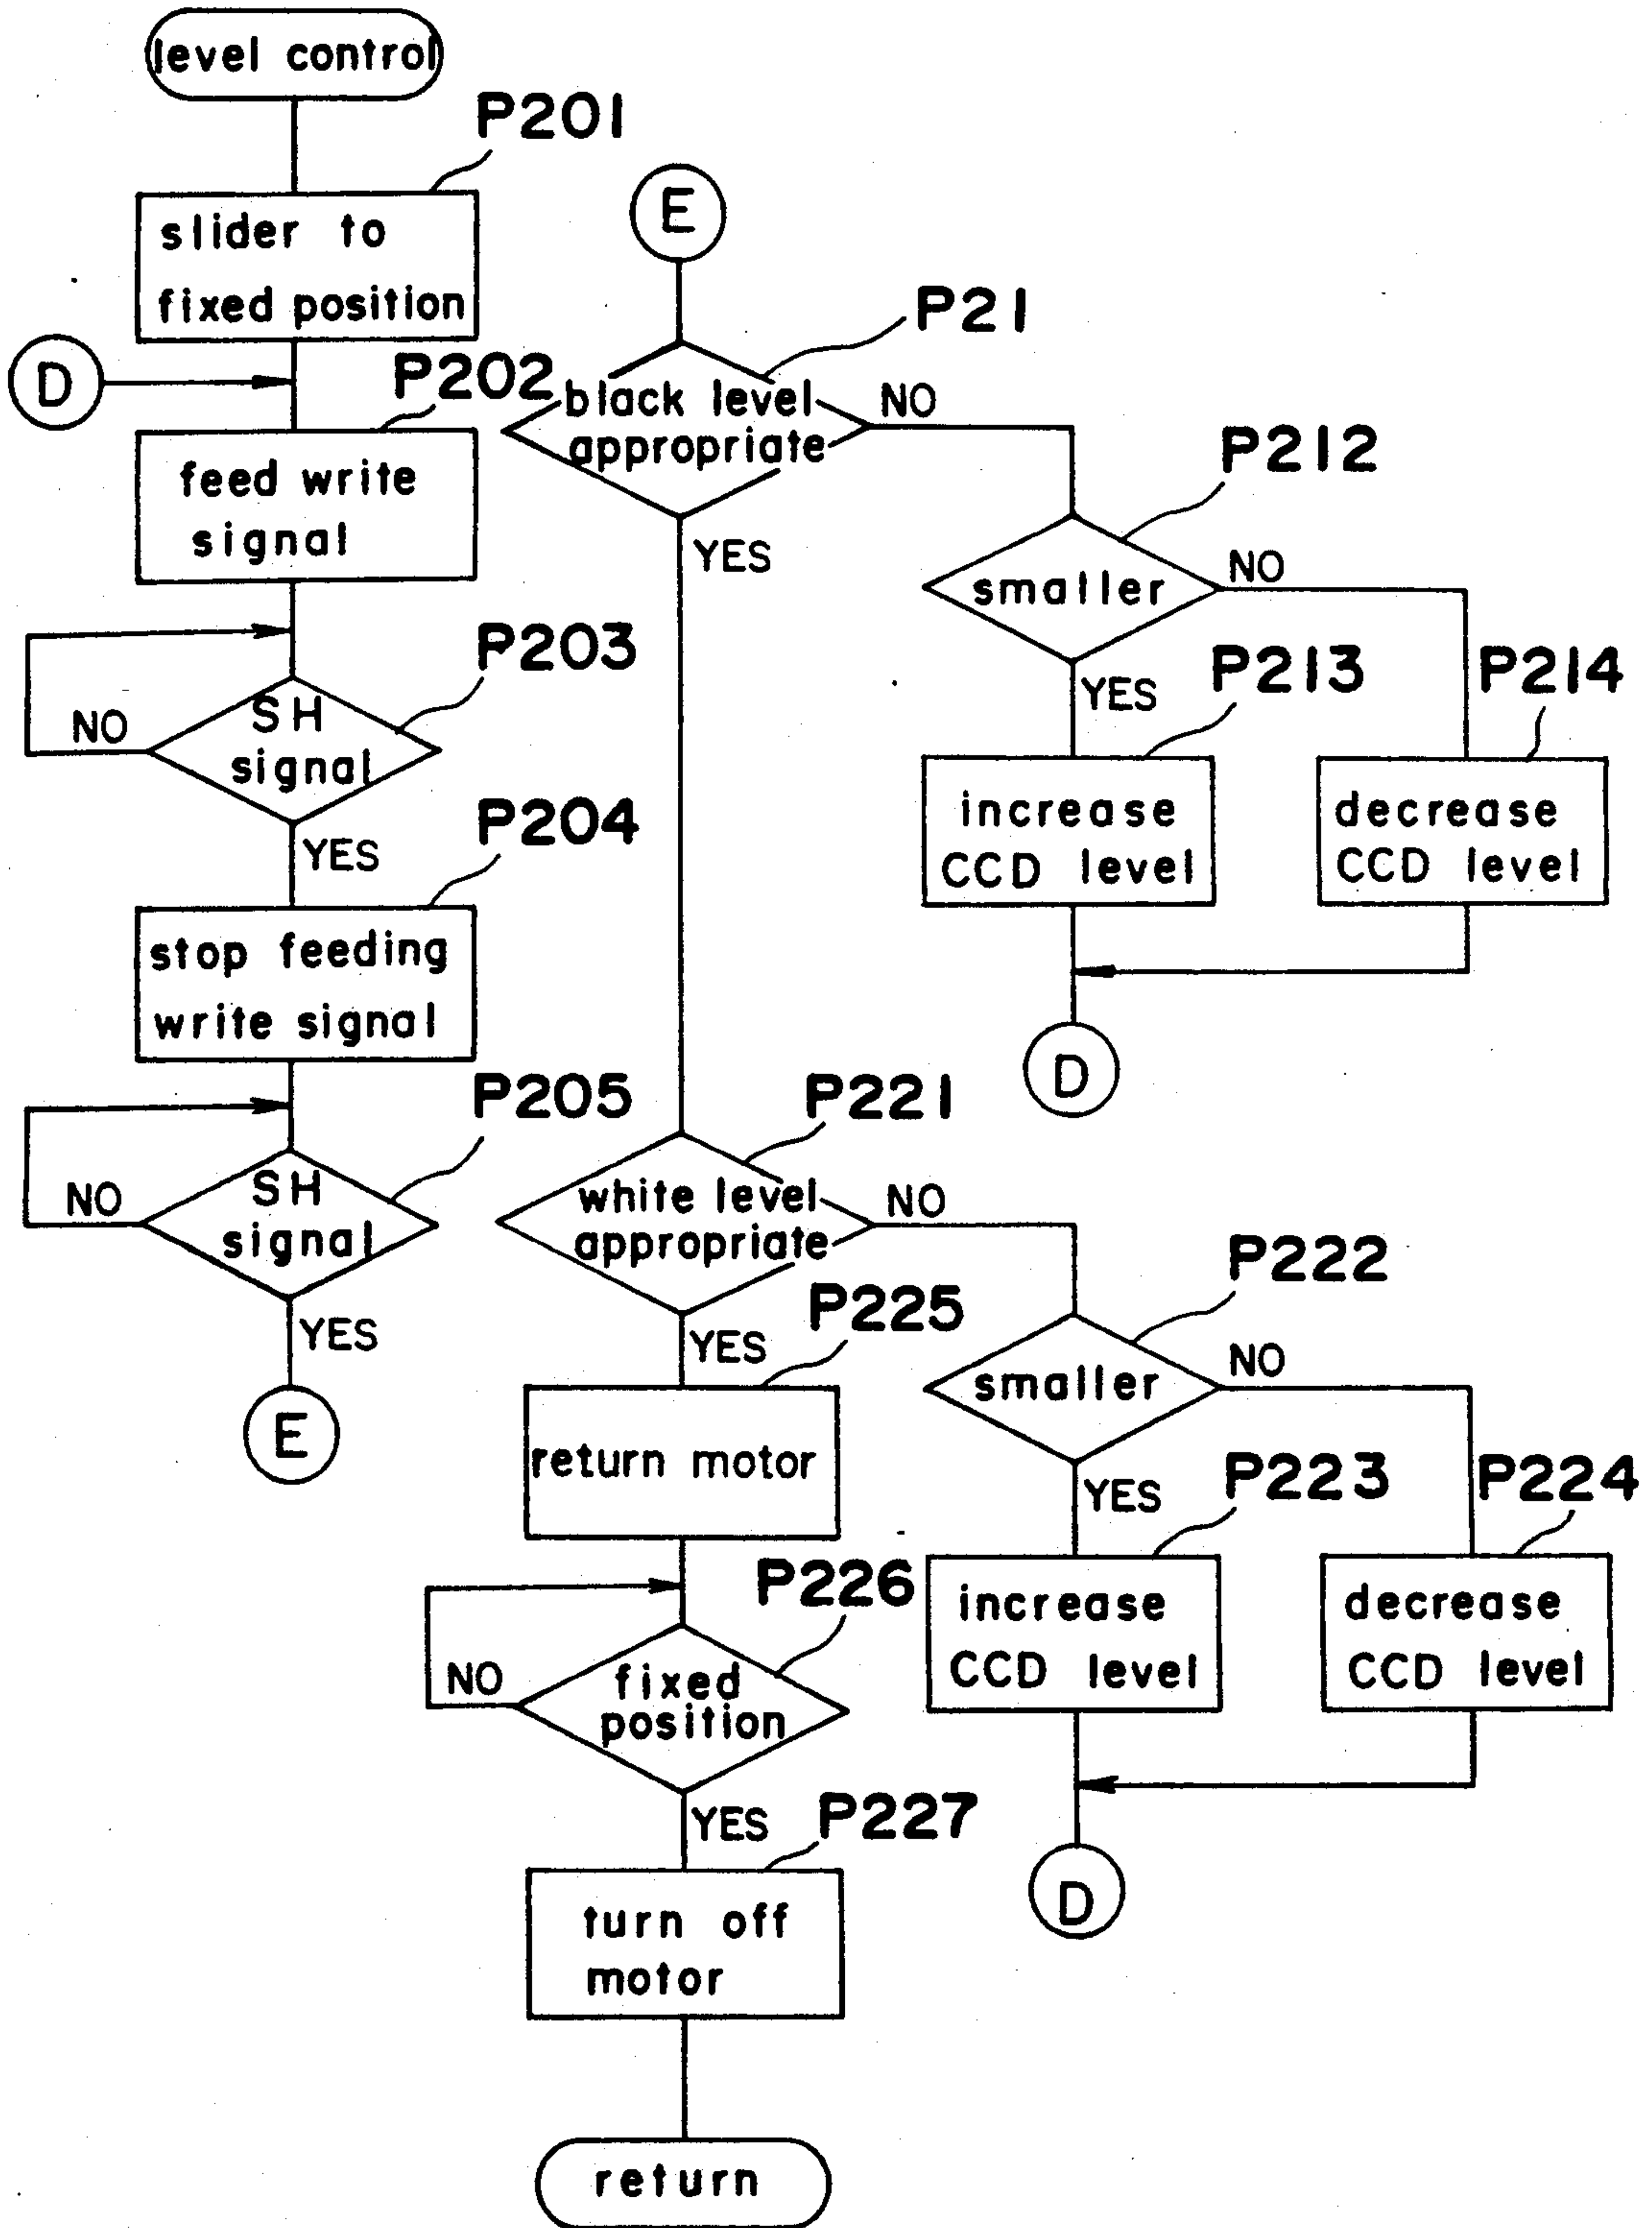 level control
P201
slider to
fixed position
D
P202
feed write
signal
P203
SH
signal
NO
YES
P204
stop feeding
write signal
P205
SH
signal
NO
YES
E
E
P21
black level
appropriate
NO
YES
P212
smaller
NO
YES
P213
increase
CCD level
P214
decrease
CCD level
D
P221
white level
appropriate
NO
YES
P222
smaller
NO
YES
P223
increase
CCD level
P224
decrease
CCD level
D
P225
return motor
P226
fixed
position
NO
YES
P227
turn off
motor
return